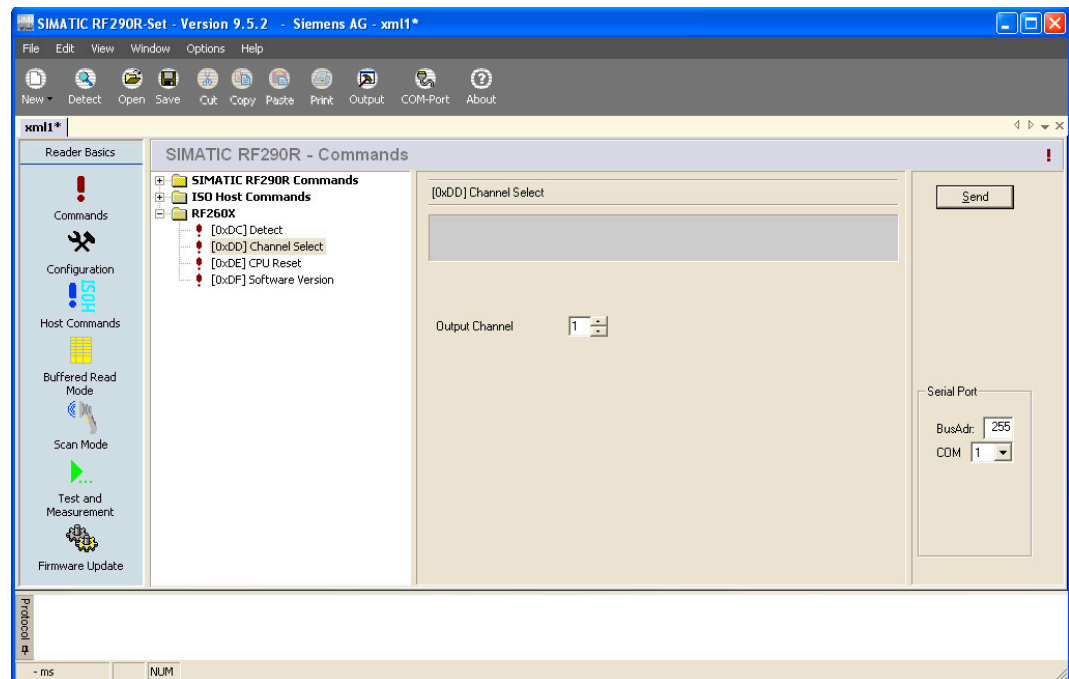 SIMATIC RF290R-Set - Version 9.5.2 - Siemens AG - xml1*
File Edit View Window Options Help
New Detect Open Save Cut Copy Paste Print Output COM-Port About
xml1*
Reader Basics
SIMATIC RF290R - Commands
Commands
Configuration
HOST
Host Commands
Buffered Read
Mode
Scan Mode
Test and
Measurement
Firmware Update
SIMATIC RF290R Commands
ISO Host Commands
RF260X
[0xDC] Detect
[0xDD] Channel Select
[0xDE] CPU Reset
[0xDF] Software Version
[0xDD] Channel Select
Output Channel 1
Send
Serial Port
BusAdr: 255
COM 1
Protocol
- ms NUM